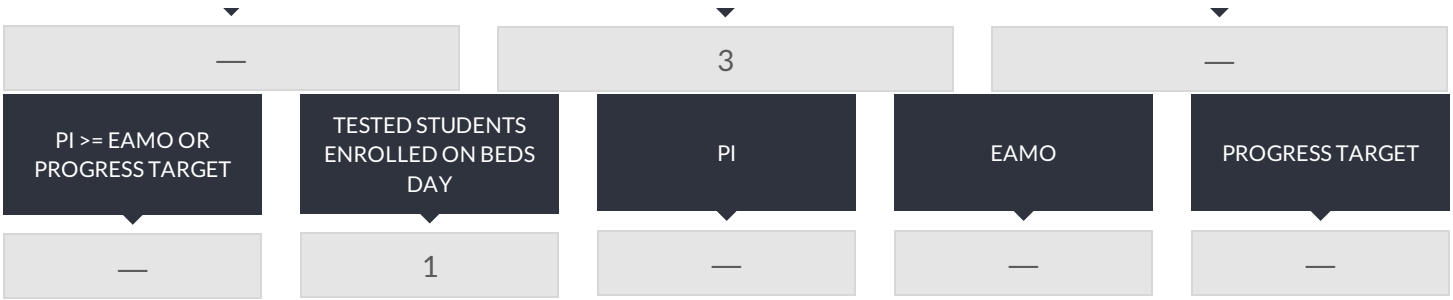 —
3
—
PI >= EAMO OR
PROGRESS TARGET
TESTED STUDENTS
ENROLLED ON BEDS
DAY
PI
EAMO
PROGRESS TARGET
—
1
—
—
—